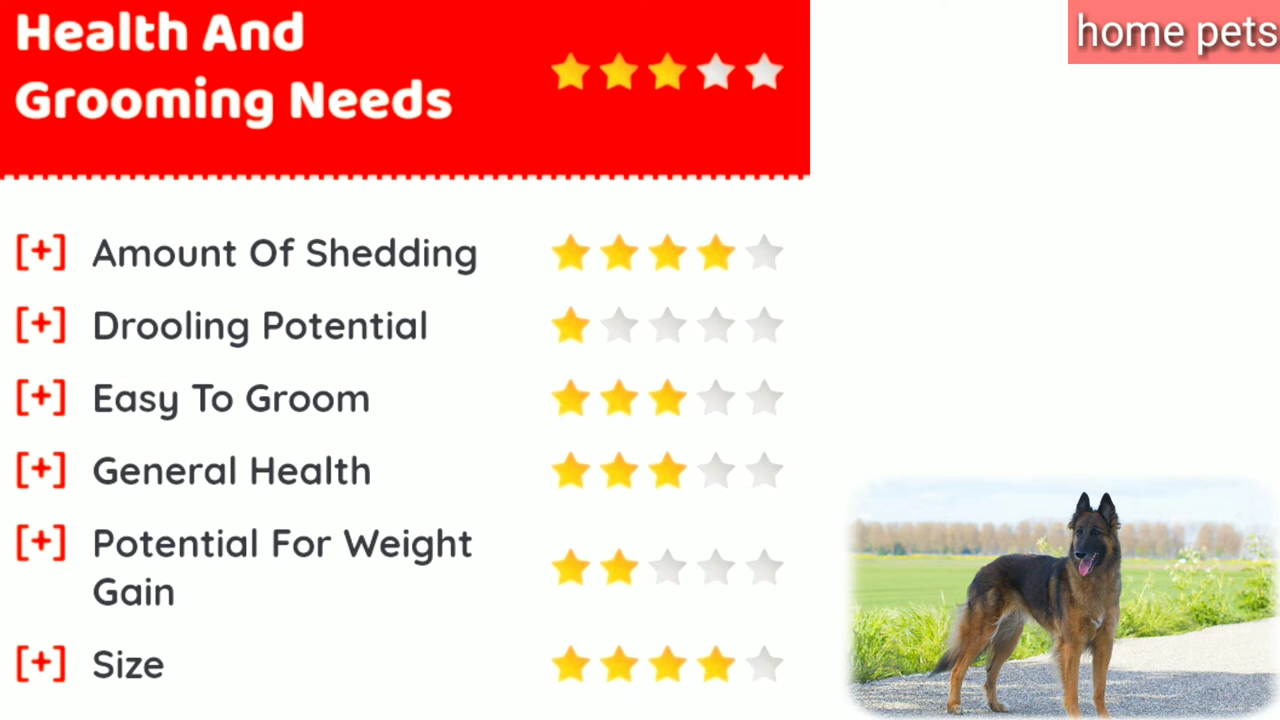 Health And
Grooming Needs
home pets
[+] Amount Of Shedding
[+] Drooling Potential
[+] Easy To Groom
[+] General Health
[+] Potential For Weight
Gain
[+] Size